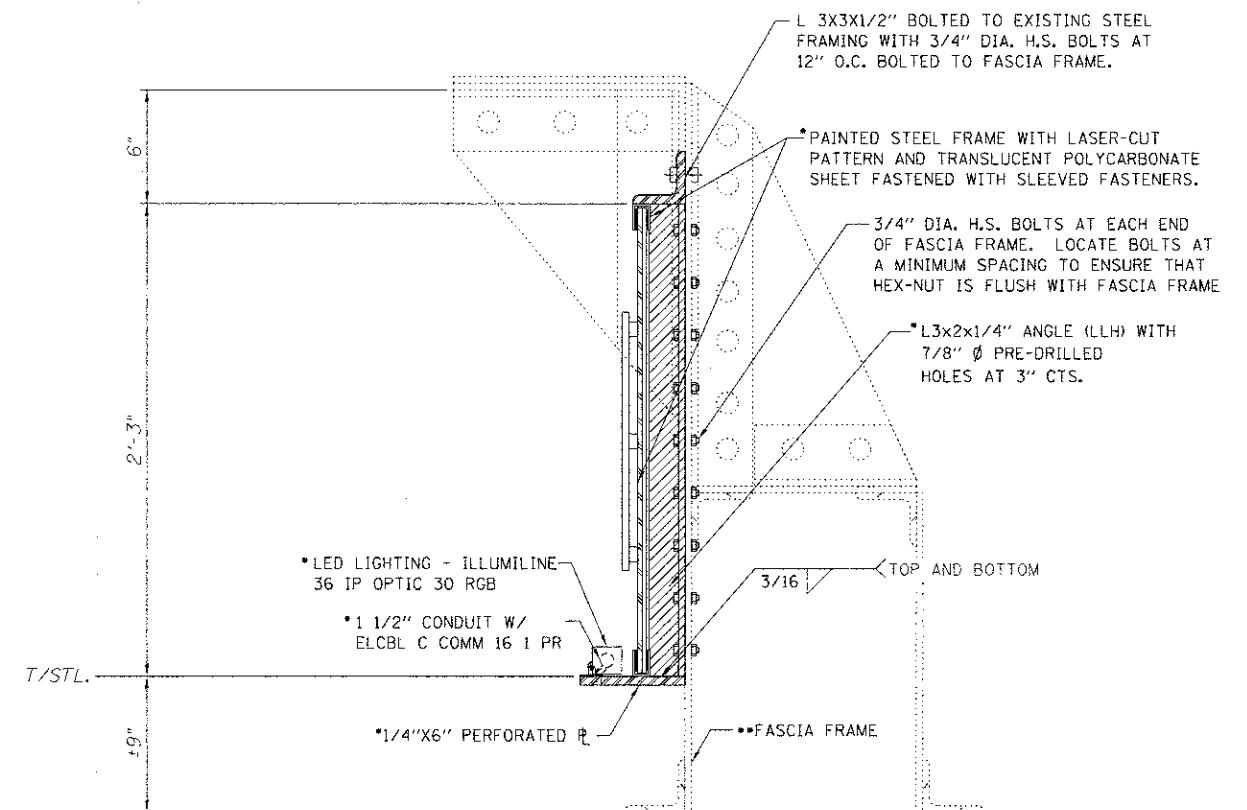 L 3X3X1/2" BOLTED TO EXISTING STEEL
FRAMING WITH 3/4" DIA. H.S. BOLTS AT
12" O.C. BOLTED TO FASCIA FRAME.
6"
*PAINTED STEEL FRAME WITH LASER-CUT
PATTERN AND TRANSLUCENT POLYCARBONATE
SHEET FASTENED WITH SLEEVED FASTENERS.
3/4" DIA. H.S. BOLTS AT EACH END
OF FASCIA FRAME. LOCATE BOLTS AT
A MINIMUM SPACING TO ENSURE THAT
HEX-NUT IS FLUSH WITH FASCIA FRAME
*L3x2x1/4" ANGLE (LLH) WITH
7/8" Ø PRE-DRILLED
HOLES AT 3" CTS.
2'-3"
*LED LIGHTING - ILLUMILINE
36 IP OPTIC 30 RGB
3/16
TOP AND BOTTOM
*1 1/2" CONDUIT W/
ELCBL C COMM 16 1 PR
T/STL.
*1/4"X6" PERFORATED ⅊
**FASCIA FRAME
±9"